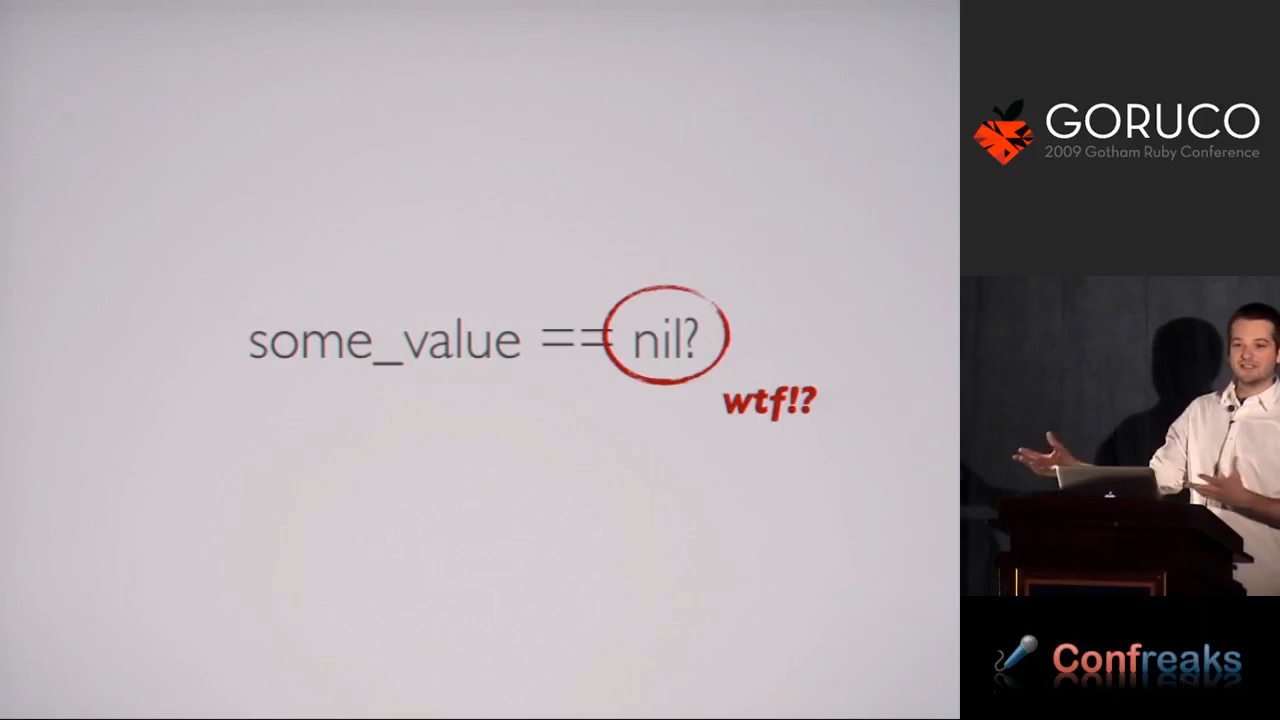 some_value == nil?
wtf!?
GORUCO
2009 Gotham Ruby Conference
Confreaks